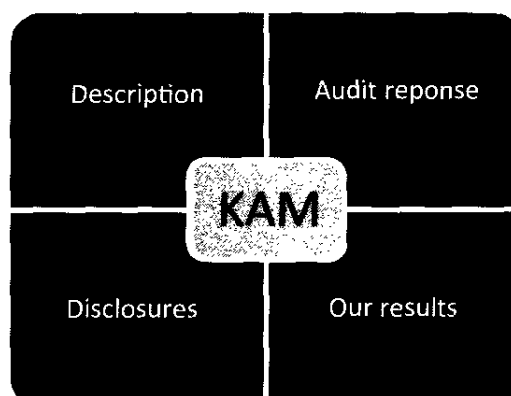 Description
Audit reponse
KAM
Disclosures
Our results